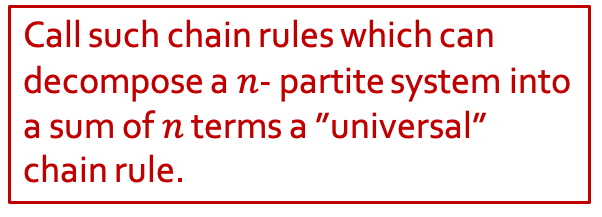 Call such chain rules which can
decompose a n- partite system into
a sum of n terms a ”universal”
chain rule.